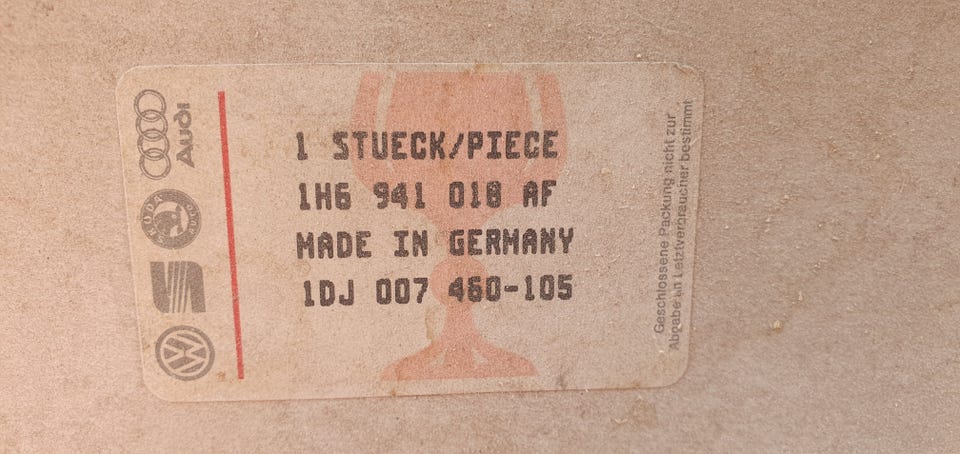 1 STUECK/PIECE
1H6 941 018 AF
MADE IN GERMANY
1DJ 007 460-105
Geschlossene Packung nicht zur
Abgabe an Letztverbraucher bestimmt
Audi
SKODA